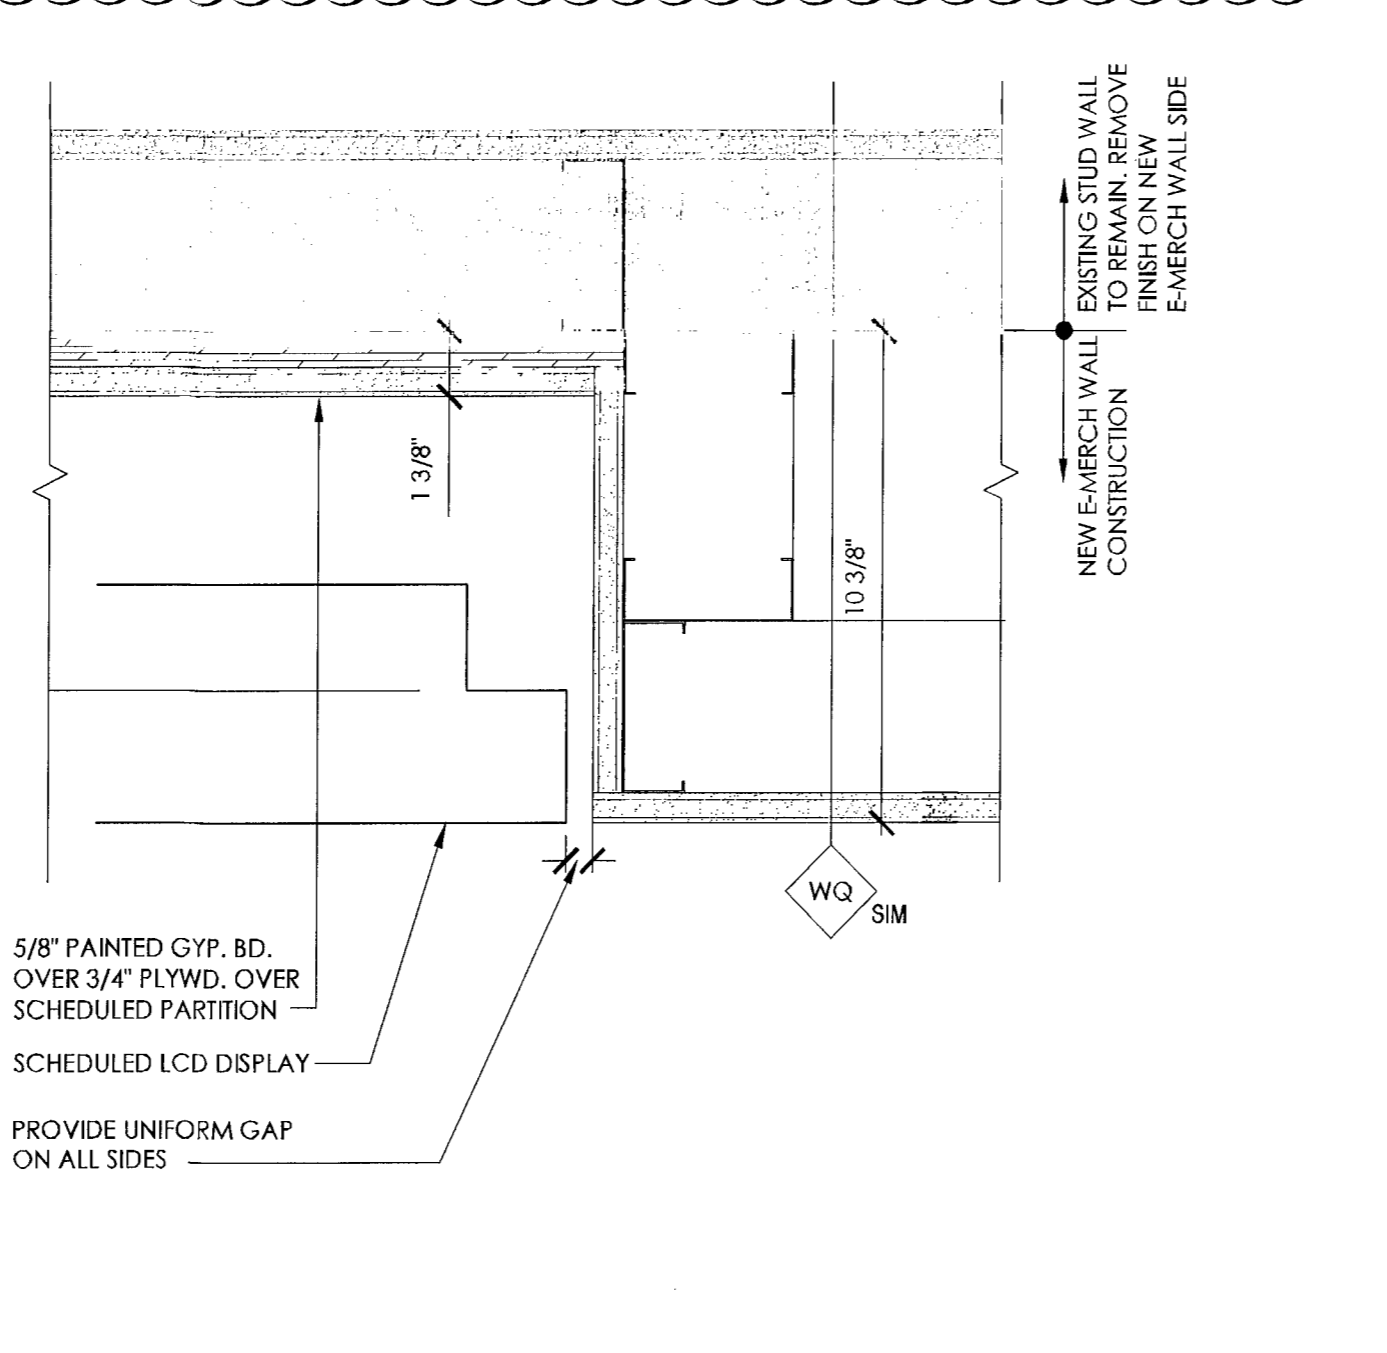 EXISTING STUD WALL
TO REMAIN. REMOVE
FINISH ON NEW
E-MERCH WALL SIDE
NEW E-MERCH WALL
CONSTRUCTION
1 3/8"
10 3/8"
WQ
SIM
5/8" PAINTED GYP. BD.
OVER 3/4" PLYWD. OVER
SCHEDULED PARTITION
SCHEDULED LCD DISPLAY
PROVIDE UNIFORM GAP
ON ALL SIDES